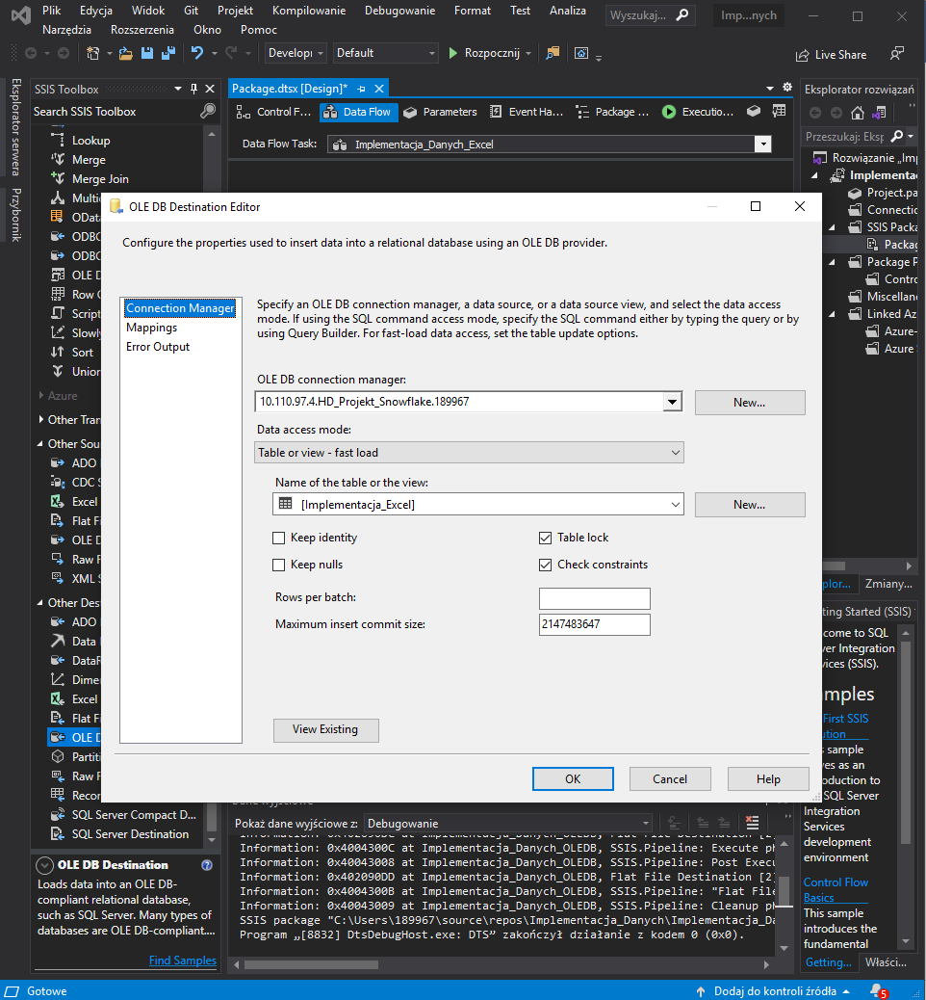 Plik Edycja Widok Git Projekt Kompilowanie Debugowanie Format Test Analiza Wyszukaj... Imp...nych
Narzędzia Rozszerzenia Okno Pomoc
Develop Default Rozpocznij Live Share
Eksplorator serwera
Przybornik
SSIS Toolbox
Search SSIS Toolbox
Lookup
Merge
Merge Join
Multi
OData
ODBC
ODBC
OLE D
Row C
Script
Slowly
Sort
Union
Azure
Other Tran
Other Sou
ADO
CDC S
Excel
Flat Fi
OLE D
Raw F
XML S
Other Des
ADO
Data
DataR
Dime
Excel
Flat Fi
OLE D
Partiti
Raw F
Recor
SQL Server Compact D...
SQL Server Destination
OLE DB Destination
Loads data into an OLE DB-
compliant relational database,
such as SQL Server. Many types of
databases are OLE DB-compliant....
Find Samples
Package.dtsx [Design]*
Control F... Data Flow Parameters Event Ha... Package ... Executio...
Data Flow Task: Implementacja_Danych_Excel
OLE DB Destination Editor
Configure the properties used to insert data into a relational database using an OLE DB provider.
Connection Manager
Mappings
Error Output
Specify an OLE DB connection manager, a data source, or a data source view, and select the data access
mode. If using the SQL command access mode, specify the SQL command either by typing the query or by
using Query Builder. For fast-load data access, set the table update options.
OLE DB connection manager:
10.110.97.4.HD_Projekt_Snowflake.189967 New...
Data access mode:
Table or view - fast load
Name of the table or the view:
[Implementacja_Excel] New...
Keep identity Table lock
Keep nulls Check constraints
Rows per batch:
Maximum insert commit size: 2147483647
View Existing
OK Cancel Help
Pokaż dane wyjściowe z: Debugowanie
Information: 0x4004300C at Implementacja_Danych_OLEDB, SSIS.Pipeline: Execute ph
Information: 0x40043008 at Implementacja_Danych_OLEDB, SSIS.Pipeline: Post Execu
Information: 0x402090DD at Implementacja_Danych_OLEDB, Flat File Destination [2]
Information: 0x4004300B at Implementacja_Danych_OLEDB, SSIS.Pipeline: "Flat File
Information: 0x40043009 at Implementacja_Danych_OLEDB, SSIS.Pipeline: Cleanup ph
SSIS package "C:\Users\189967\source\repos\Implementacja_Danych\Implementacja_Da
Program „[8832] DtsDebugHost.exe: DTS” zakończył działanie z kodem 0 (0x0).
Eksplorator rozwiązań
Przeszukaj: Eksp
Rozwiązanie „Imp
Implementa
Project.pa
Connectio
SSIS Packa
Packag
Package P
Contro
Miscellan
Linked Az
Azure-
Azure
plor... Zmiany...
ting Started (SSIS)
come to SQL
ver Integration
vices (SSIS).
mples
First SSIS
ution
s sample
ves as an
oduction to
SQL Server
Integration
Services
development
environment
Control Flow
Basics
This sample
introduces the
fundamental
Getting... Właści...
Gotowe Dodaj do kontroli źródła 5